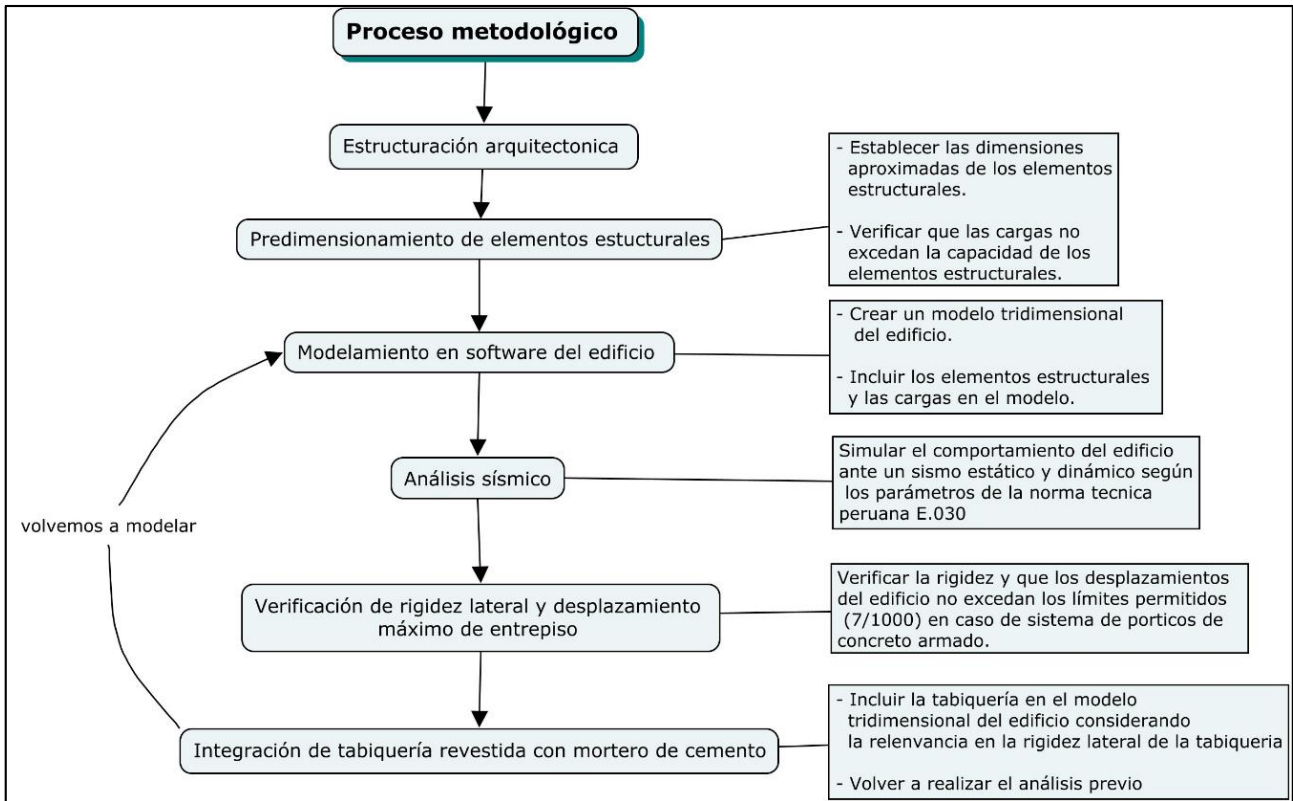 Proceso metodológico
Estructuración arquitectonica
Predimensionamiento de elementos estucturales
- Establecer las dimensiones
aproximadas de los elementos
estructurales.
- Verificar que las cargas no
excedan la capacidad de los
elementos estructurales.
Modelamiento en software del edificio
- Crear un modelo tridimensional
del edificio.
- Incluir los elementos estructurales
y las cargas en el modelo.
Análisis sísmico
Simular el comportamiento del edificio
ante un sismo estático y dinámico según
los parámetros de la norma tecnica
peruana E.030
volvemos a modelar
Verificación de rigidez lateral y desplazamiento
máximo de entrepiso
Verificar la rigidez y que los desplazamientos
del edificio no excedan los límites permitidos
(7/1000) en caso de sistema de porticos de
concreto armado.
Integración de tabiquería revestida con mortero de cemento
- Incluir la tabiquería en el modelo
tridimensional del edificio considerando
la relenvancia en la rigidez lateral de la tabiqueria
- Volver a realizar el análisis previo